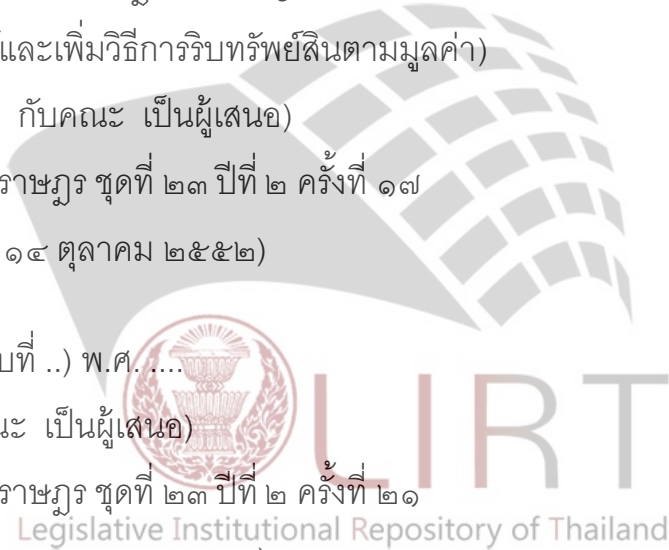 และเพิ่มวิธีการริบทรัพย์สินตามมูลค่า)
กับคณะ เป็นผู้เสนอ)
ราษฎร ชุดที่ ๒๓ ปีที่ ๒ ครั้งที่ ๑๗
๑๔ ตุลาคม ๒๕๕๒)
บที่ ..) พ.ศ. ....
ณะ เป็นผู้เสนอ)
ราษฎร ชุดที่ ๒๓ ปีที่ ๒ ครั้งที่ ๒๑
LIRT
Legislative Institutional Repository of Thailand